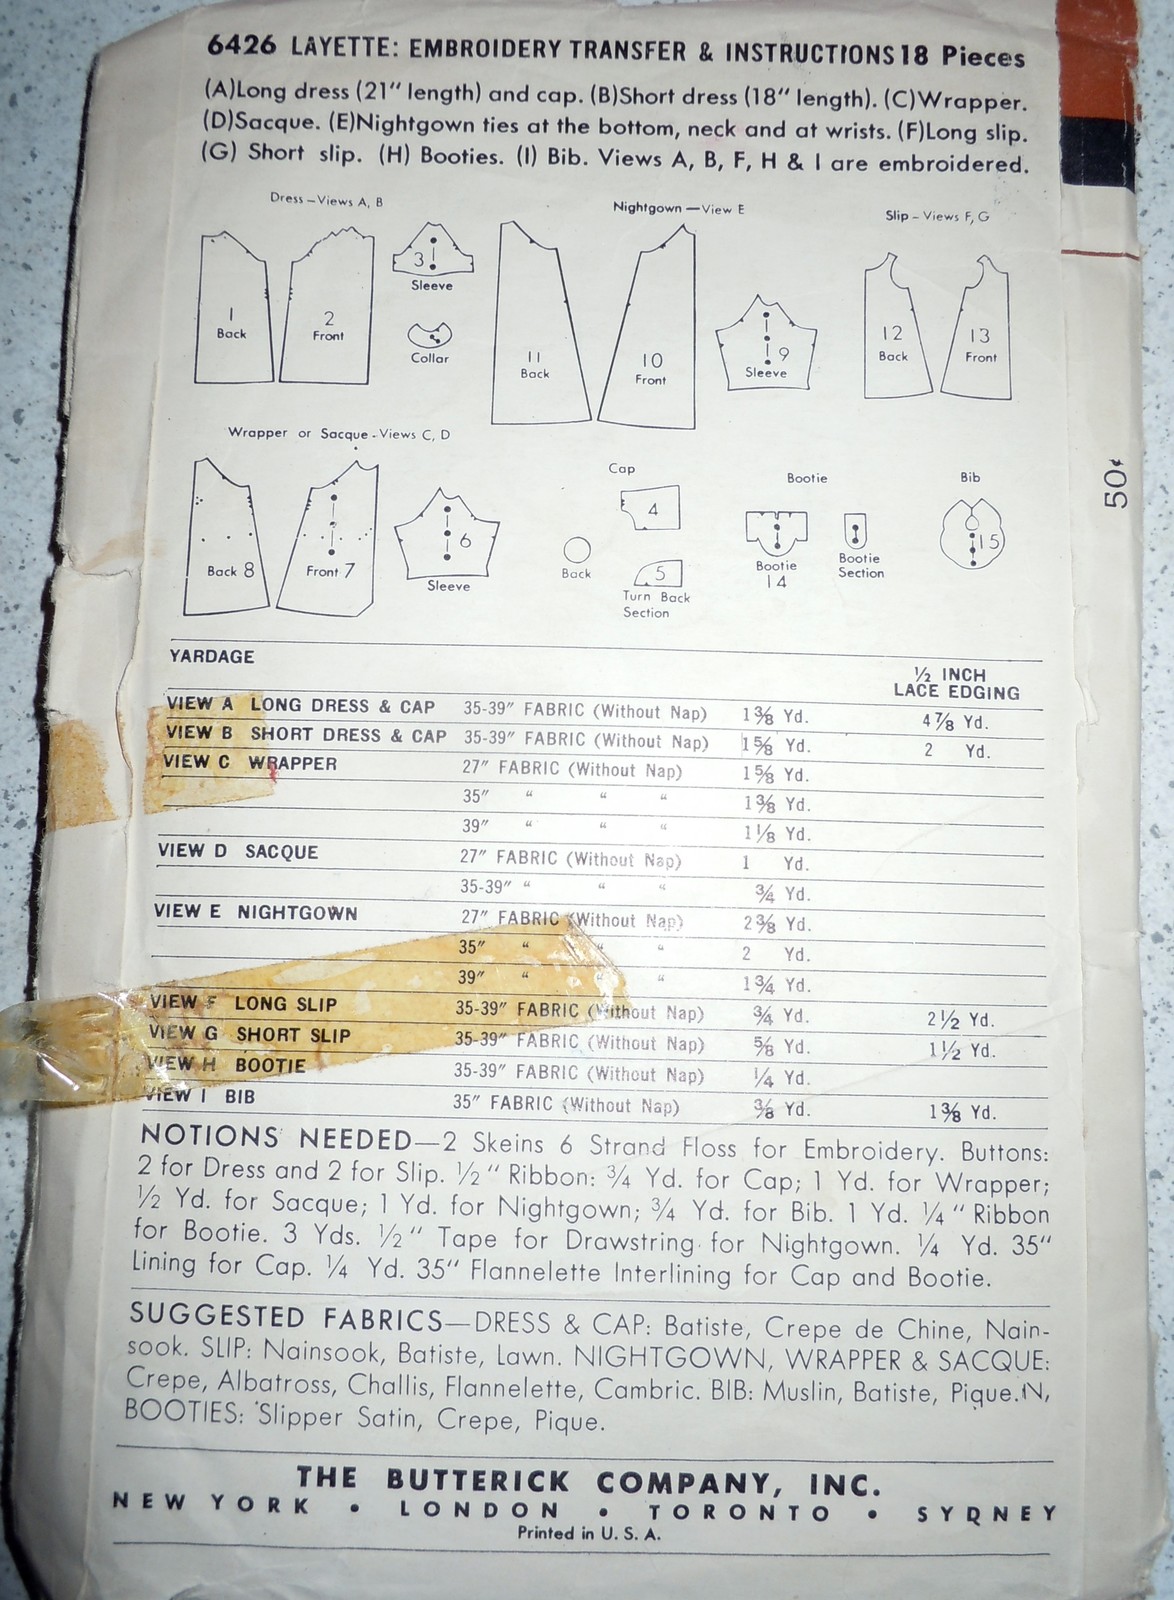 6426 LAYETTE: EMBROIDERY TRANSFER & INSTRUCTIONS 18 Pieces
(A)Long dress (21" length) and cap. (B)Short dress (18" length). (C)Wrapper.
(D)Sacque. (E)Nightgown ties at the bottom, neck and at wrists. (F)Long slip.
(G) Short slip. (H) Booties. (I) Bib. Views A, B, F, H & I are embroidered.
Dress – Views A, B
Nightgown — View E
Slip – Views F, G
1
Back
2
Front
3
Sleeve
Collar
11
Back
10
Front
9
Sleeve
12
Back
13
Front
50¢
Wrapper or Sacque - Views C, D
Cap
Bootie
Bib
Back 8
Front 7
6
Sleeve
Back
4
5
Turn Back
Section
Bootie
14
Bootie
Section
15
YARDAGE
½ INCH
LACE EDGING
VIEW A LONG DRESS & CAP 35-39" FABRIC (Without Nap) 1⅜ Yd. 4⅞ Yd.
VIEW B SHORT DRESS & CAP 35-39" FABRIC (Without Nap) 1⅝ Yd. 2 Yd.
VIEW C WRAPPER 27" FABRIC (Without Nap) 1⅝ Yd.
35" " " " 1⅜ Yd.
39" " " " 1⅛ Yd.
VIEW D SACQUE 27" FABRIC (Without Nap) 1 Yd.
35-39" " " " ¾ Yd.
VIEW E NIGHTGOWN 27" FABRIC (Without Nap) 2⅜ Yd.
35" " " " 2 Yd.
39" " " " 1¾ Yd.
VIEW F LONG SLIP 35-39" FABRIC (Without Nap) ¾ Yd. 2½ Yd.
VIEW G SHORT SLIP 35-39" FABRIC (Without Nap) ⅝ Yd. 1½ Yd.
VIEW H BOOTIE 35-39" FABRIC (Without Nap) ¼ Yd.
VIEW I BIB 35" FABRIC (Without Nap) ⅜ Yd. 1⅜ Yd.
NOTIONS NEEDED—2 Skeins 6 Strand Floss for Embroidery. Buttons:
2 for Dress and 2 for Slip. ½" Ribbon: ¾ Yd. for Cap; 1 Yd. for Wrapper;
½ Yd. for Sacque; 1 Yd. for Nightgown; ¾ Yd. for Bib. 1 Yd. ¼" Ribbon
for Bootie. 3 Yds. ½" Tape for Drawstring for Nightgown. ¼ Yd. 35"
Lining for Cap. ¼ Yd. 35" Flannelette Interlining for Cap and Bootie.
SUGGESTED FABRICS—DRESS & CAP: Batiste, Crepe de Chine, Nain-
sook. SLIP: Nainsook, Batiste, Lawn. NIGHTGOWN, WRAPPER & SACQUE:
Crepe, Albatross, Challis, Flannelette, Cambric. BIB: Muslin, Batiste, Pique.N,
BOOTIES: Slipper Satin, Crepe, Pique.
THE BUTTERICK COMPANY, INC.
NEW YORK • LONDON • TORONTO • SYDNEY
Printed in U. S. A.